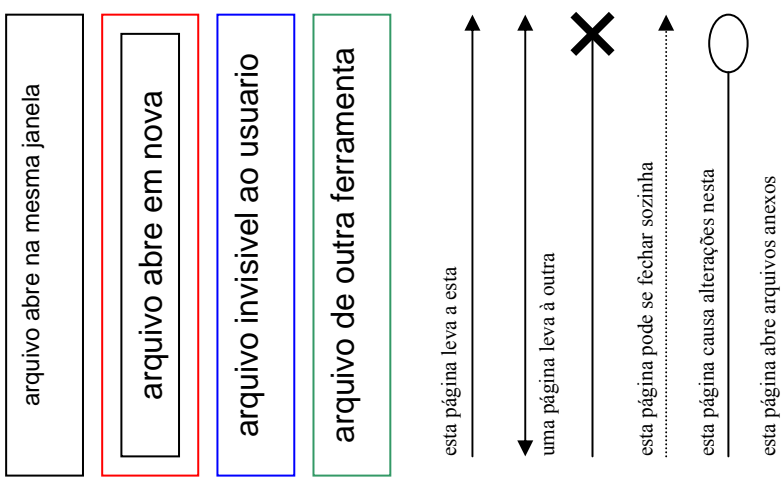 arquivo abre na mesma janela
arquivo abre em nova
arquivo invisivel ao usuario
arquivo de outra ferramenta
esta página leva a esta
uma página leva à outra
esta página pode se fechar sozinha
esta página causa alterações nesta
esta página abre arquivos anexos